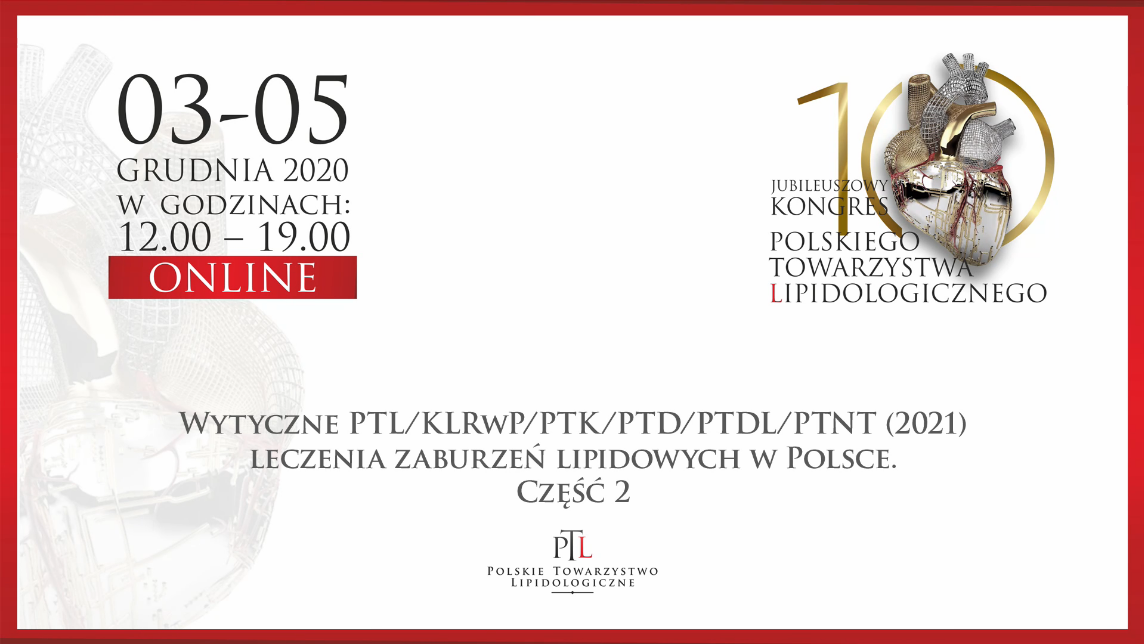 03-05
GRUDNIA 2020
W GODZINACH:
12.00 – 19.00
ONLINE
10
JUBILEUSZOWY
KONGRES
POLSKIEGO
TOWARZYSTWA
LIPIDOLOGICZNEGO
Wytyczne PTL/KLRwP/PTK/PTD/PTDL/PTNT (2021)
leczenia zaburzeń lipidowych w Polsce.
Część 2
PTL
Polskie Towarzystwo
Lipidologiczne